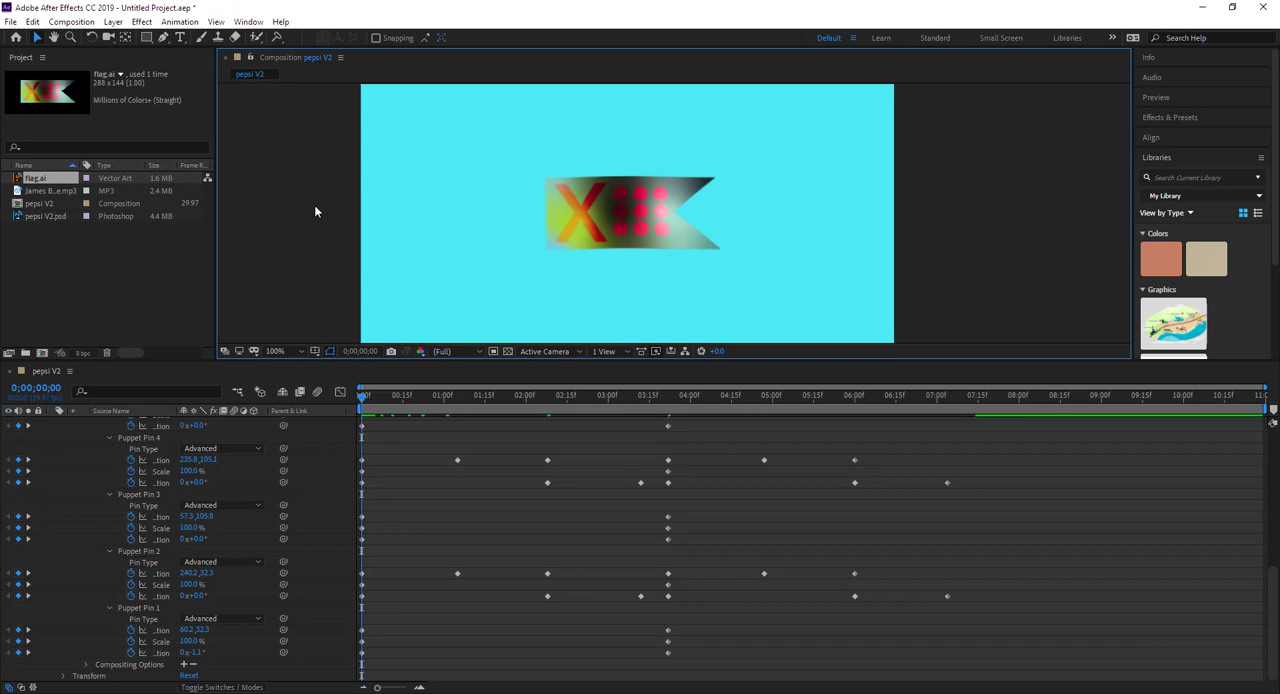 Adobe After Effects CC 2019 - Untitled Project.aep *
File Edit Composition Layer Effect Animation View Window Help
Snapping Default Learn Standard Small Screen Libraries Search Help
Project
flag.ai , used 1 time
288 x 144 (1.00)
Millions of Colors+ (Straight)
Name Type Size Frame R...
flag.ai Vector Art 1.6 MB
James B...e.mp3 MP3 2.4 MB
pepsi V2 Composition 29.97
pepsi V2.psd Photoshop 4.4 MB
8 bpc
Composition pepsi V2
pepsi V2
X
100% 0;00;00;00 (Full) Active Camera 1 View +0.0
Info
Audio
Preview
Effects & Presets
Align
Libraries
Search Current Library
My Library
View by Type
Colors
Graphics
pepsi V2
0;00;00;00
00000 (29.97 fps)
:00f 00:15f 01:00f 01:15f 02:00f 02:15f 03:00f 03:15f 04:00f 04:15f 05:00f 05:15f 06:00f 06:15f 07:00f 07:15f 08:00f 08:15f 09:00f 09:15f 10:00f 10:15f 11:0
# Source Name Parent & Link
...tion 0 x+0.0°
Puppet Pin 4
Pin Type Advanced
...tion 235.8,105.1
Scale 100.0 %
...tion 0 x+0.0°
Puppet Pin 3
Pin Type Advanced
...tion 57.3,105.8
Scale 100.0 %
...tion 0 x+0.0°
Puppet Pin 2
Pin Type Advanced
...tion 240.2,32.3
Scale 100.0 %
...tion 0 x+0.0°
Puppet Pin 1
Pin Type Advanced
...tion 60.2,32.3
Scale 100.0 %
...tion 0 x-1.1°
Compositing Options + −
Transform Reset
Toggle Switches / Modes